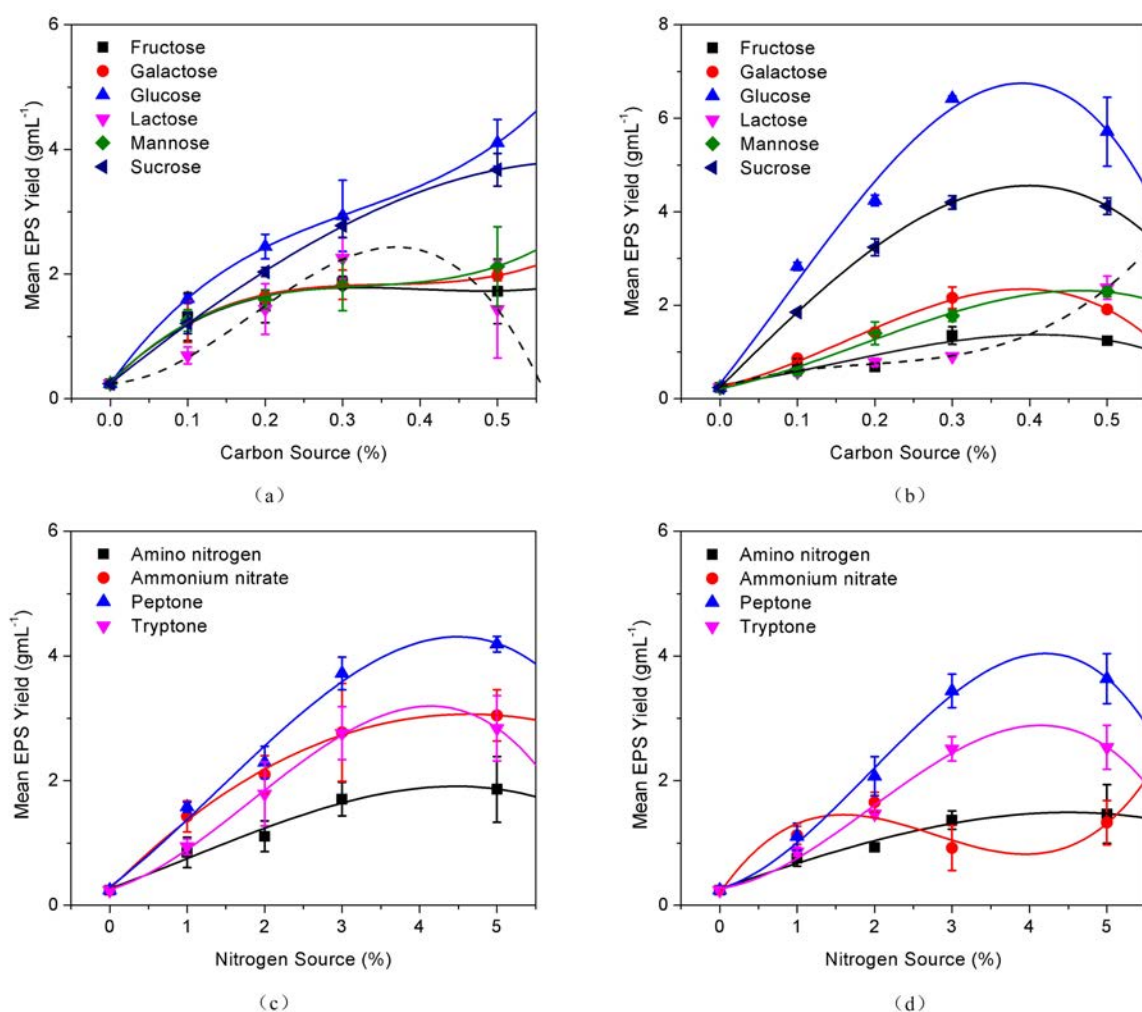 6
4
2
0
Mean EPS Yield (gmL⁻¹)
Fructose
Galactose
Glucose
Lactose
Mannose
Sucrose
0.0 0.1 0.2 0.3 0.4 0.5
Carbon Source (%)
(a)
8
6
4
2
0
Mean EPS Yield (gmL⁻¹)
Fructose
Galactose
Glucose
Lactose
Mannose
Sucrose
0.0 0.1 0.2 0.3 0.4 0.5
Carbon Source (%)
(b)
6
4
2
0
Mean EPS Yield (gmL⁻¹)
Amino nitrogen
Ammonium nitrate
Peptone
Tryptone
0 1 2 3 4 5
Nitrogen Source (%)
(c)
6
4
2
0
Mean EPS Yield (gmL⁻¹)
Amino nitrogen
Ammonium nitrate
Peptone
Tryptone
0 1 2 3 4 5
Nitrogen Source (%)
(d)